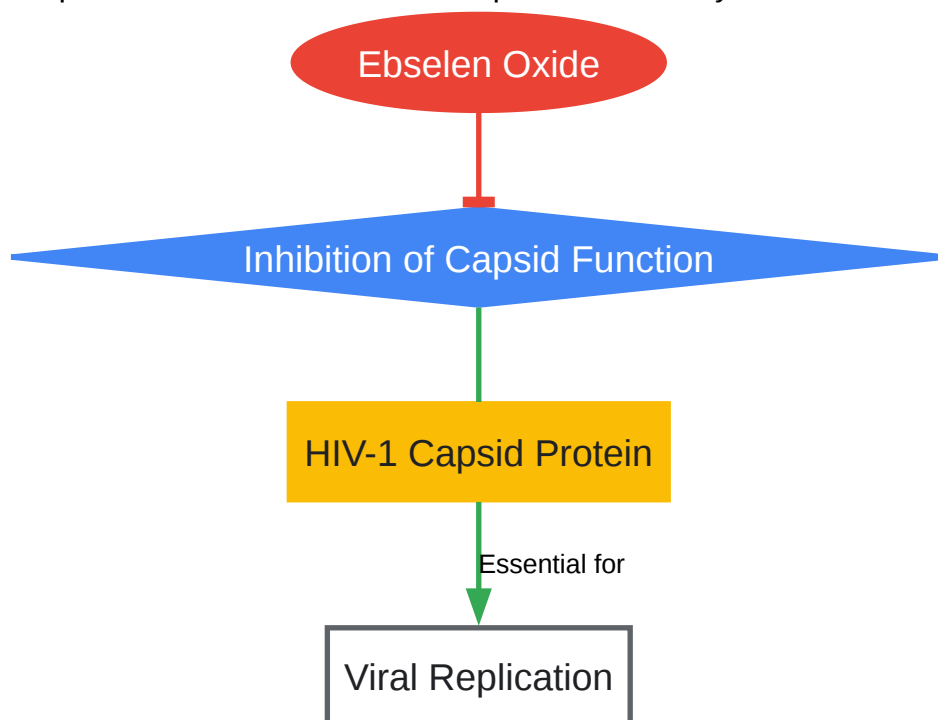 Ebselen Oxide
Inhibition of Capsid Function
HIV-1 Capsid Protein
Essential for
Viral Replication